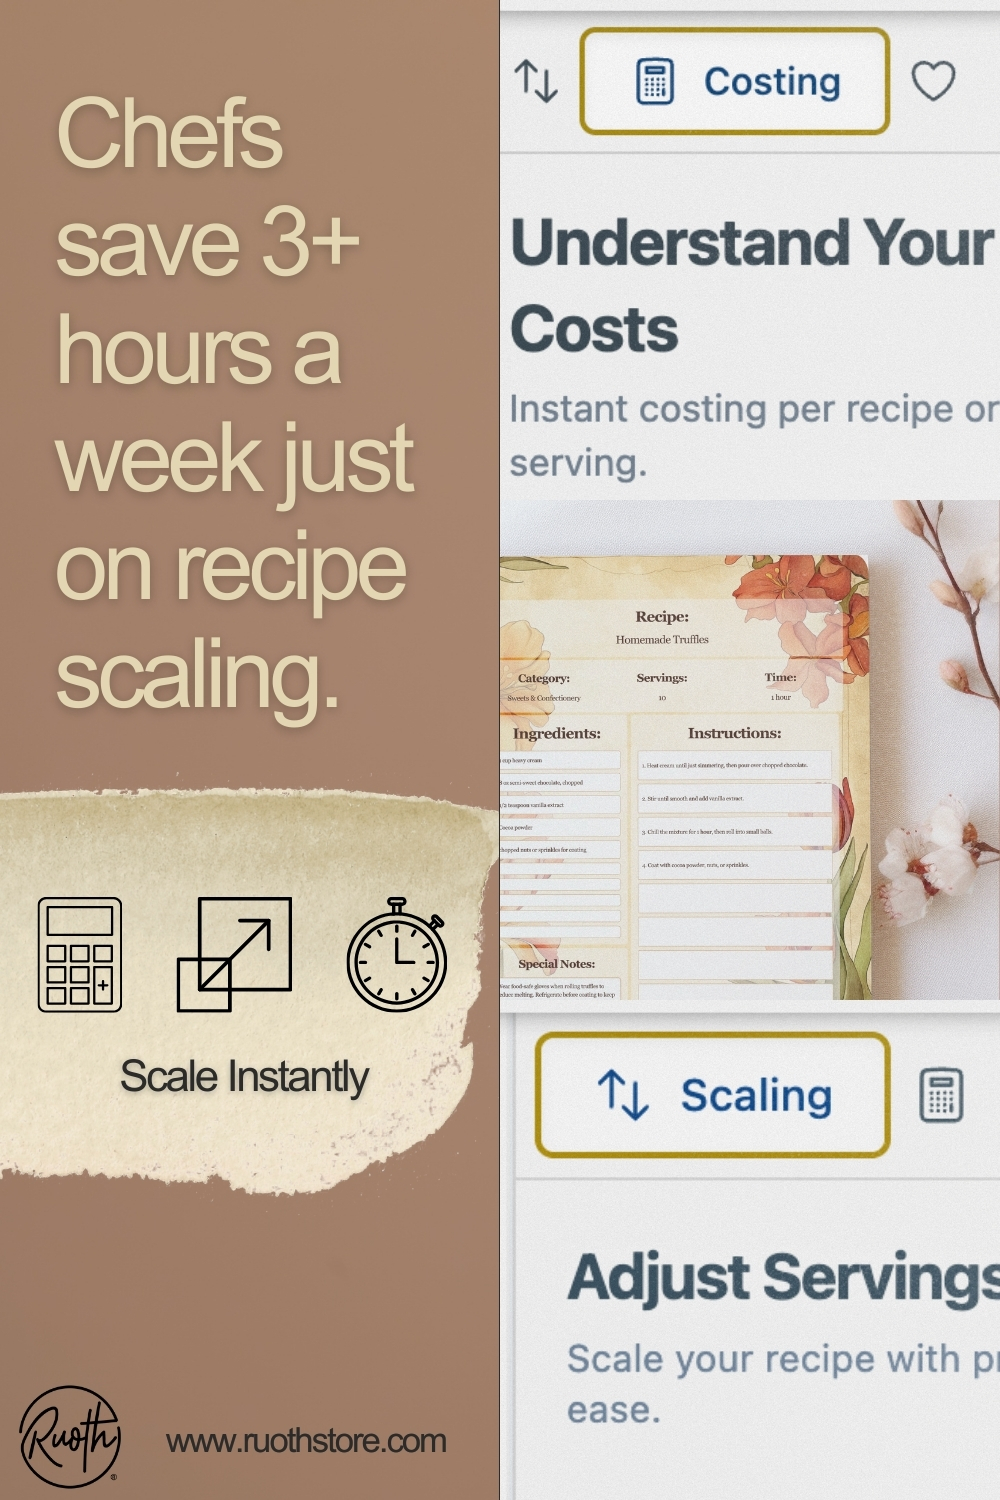 Chefs
save 3+
hours a
week just
on recipe
scaling.
Scale Instantly
Ruoth
®
www.ruothstore.com
Costing
Understand Your
Costs
Instant costing per recipe or
serving.
Recipe:
Homemade Truffles
Category:
Servings:
Time:
Sweets & Confectionery
10
1 hour
Ingredients:
cup heavy cream
oz semi-sweet chocolate, chopped
1/2 teaspoon vanilla extract
Cocoa powder
hopped nuts or sprinkles for coating
Instructions:
1. Heat cream until just simmering, then pour over chopped chocolate.
2. Stir until smooth and add vanilla extract.
3. Chill the mixture for 1 hour, then roll into small balls.
4. Coat with cocoa powder, nuts, or sprinkles.
Special Notes:
Wear food-safe gloves when rolling truffles to
educe melting. Refrigerate before coating to keep
Scaling
Adjust Servings
Scale your recipe with pr
ease.